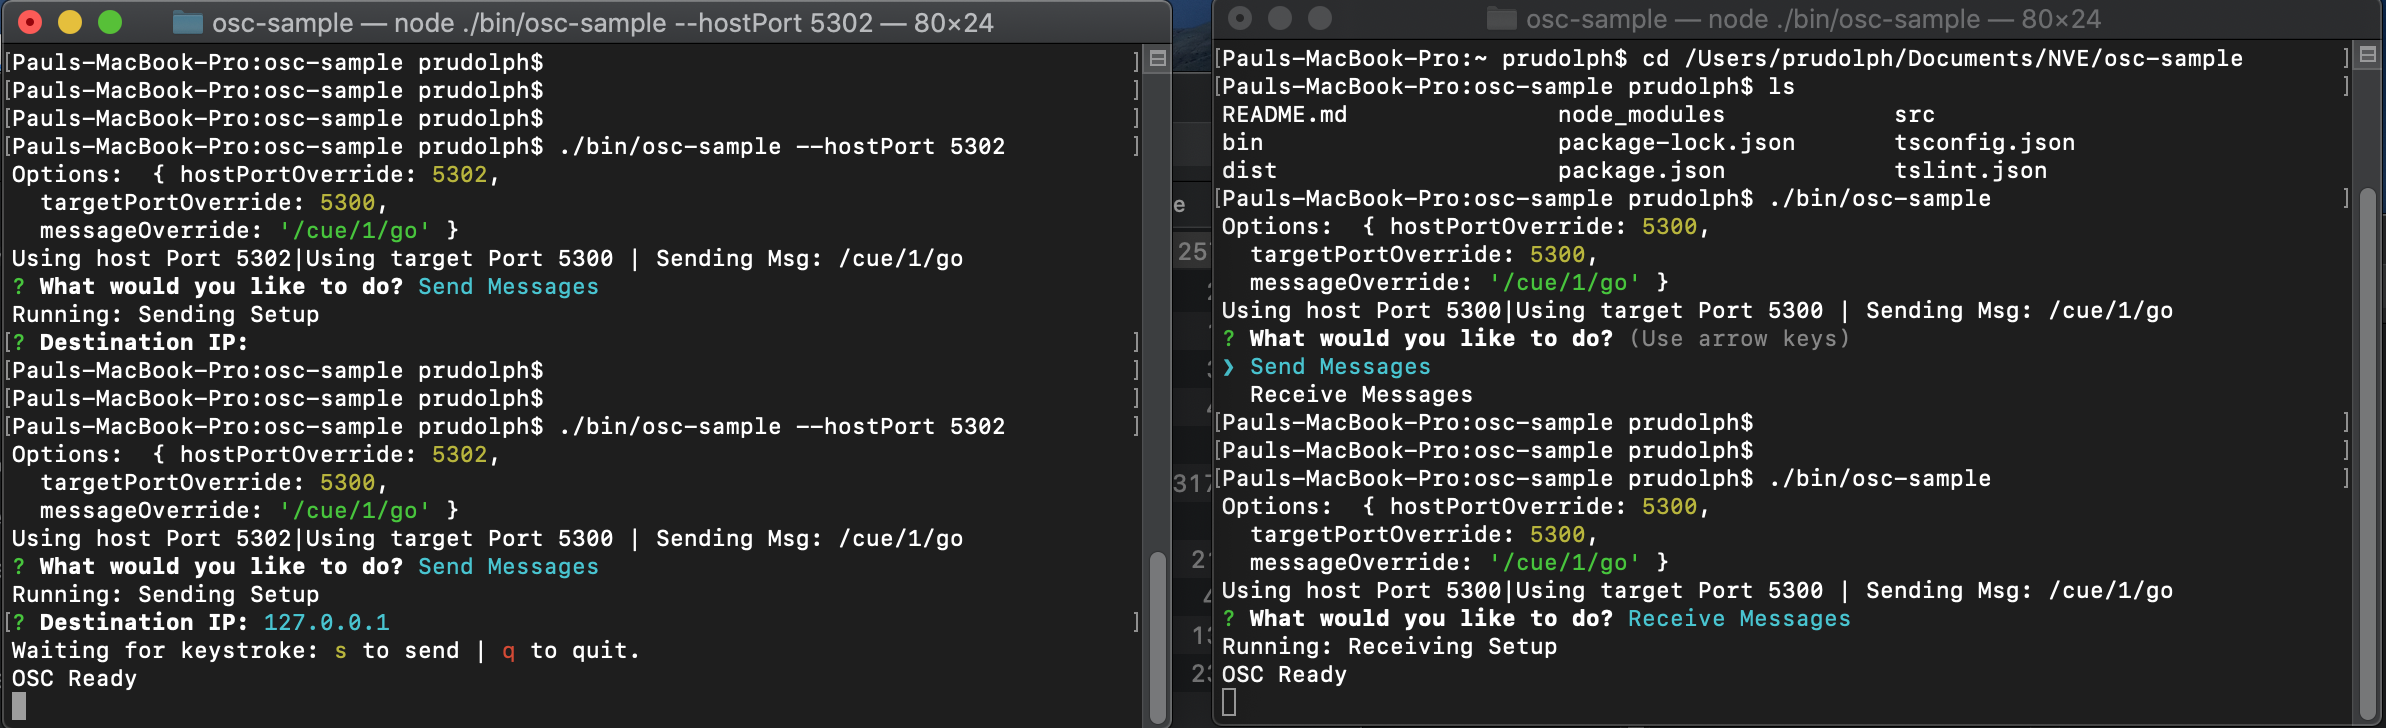 osc-sample — node ./bin/osc-sample --hostPort 5302 — 80×24
[Pauls-MacBook-Pro:osc-sample prudolph$ ]
[Pauls-MacBook-Pro:osc-sample prudolph$ ]
[Pauls-MacBook-Pro:osc-sample prudolph$ ]
[Pauls-MacBook-Pro:osc-sample prudolph$ ./bin/osc-sample --hostPort 5302 ]
Options:  { hostPortOverride: 5302,
  targetPortOverride: 5300,
  messageOverride: '/cue/1/go' }
Using host Port 5302|Using target Port 5300 | Sending Msg: /cue/1/go
? What would you like to do? Send Messages
Running: Sending Setup
[? Destination IP: ]
[Pauls-MacBook-Pro:osc-sample prudolph$ ]
[Pauls-MacBook-Pro:osc-sample prudolph$ ]
[Pauls-MacBook-Pro:osc-sample prudolph$ ./bin/osc-sample --hostPort 5302 ]
Options:  { hostPortOverride: 5302,
  targetPortOverride: 5300,
  messageOverride: '/cue/1/go' }
Using host Port 5302|Using target Port 5300 | Sending Msg: /cue/1/go
? What would you like to do? Send Messages
Running: Sending Setup
[? Destination IP: 127.0.0.1 ]
Waiting for keystroke: s to send | q to quit.
OSC Ready
osc-sample — node ./bin/osc-sample — 80×24
[Pauls-MacBook-Pro:~ prudolph$ cd /Users/prudolph/Documents/NVE/osc-sample ]
[Pauls-MacBook-Pro:osc-sample prudolph$ ls ]
README.md node_modules src
bin package-lock.json tsconfig.json
dist package.json tslint.json
[Pauls-MacBook-Pro:osc-sample prudolph$ ./bin/osc-sample ]
Options:  { hostPortOverride: 5300,
  targetPortOverride: 5300,
  messageOverride: '/cue/1/go' }
Using host Port 5300|Using target Port 5300 | Sending Msg: /cue/1/go
? What would you like to do? (Use arrow keys)
❯ Send Messages
  Receive Messages
[Pauls-MacBook-Pro:osc-sample prudolph$ ]
[Pauls-MacBook-Pro:osc-sample prudolph$ ]
[Pauls-MacBook-Pro:osc-sample prudolph$ ./bin/osc-sample ]
Options:  { hostPortOverride: 5300,
  targetPortOverride: 5300,
  messageOverride: '/cue/1/go' }
Using host Port 5300|Using target Port 5300 | Sending Msg: /cue/1/go
? What would you like to do? Receive Messages
Running: Receiving Setup
OSC Ready